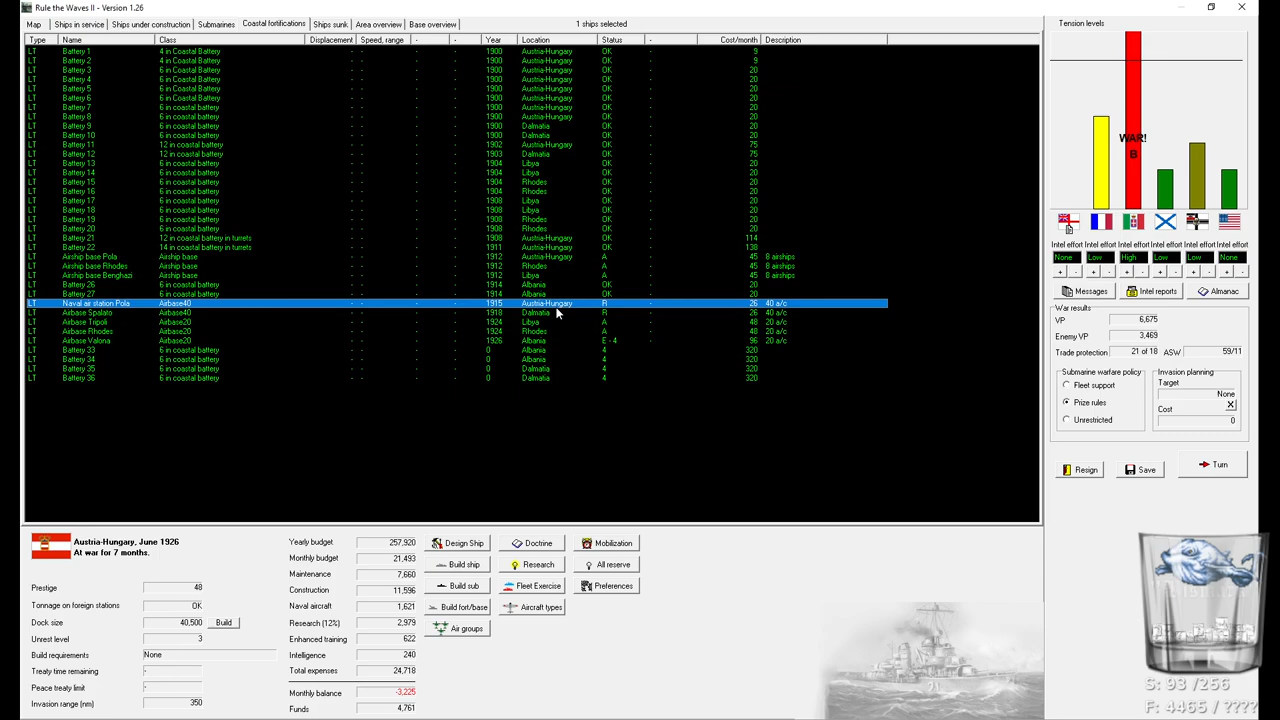 Rule the Waves II - Version 1.26
Map Ships in service Ships under construction Submarines Coastal fortifications Ships sunk Area overview Base overview 1 ships selected
Type Name Class Displacement Speed, range - - Year Location Status - Cost/month Description
LT Battery 1 4 in Coastal Battery - - - - 1900 Austria-Hungary OK - 9
LT Battery 2 4 in Coastal Battery - - - - 1900 Austria-Hungary OK - 9
LT Battery 3 6 in Coastal Battery - - - - 1900 Austria-Hungary OK - 20
LT Battery 4 6 in Coastal Battery - - - - 1900 Austria-Hungary OK - 20
LT Battery 5 6 in Coastal Battery - - - - 1900 Austria-Hungary OK - 20
LT Battery 6 6 in Coastal Battery - - - - 1900 Austria-Hungary OK - 20
LT Battery 7 6 in coastal battery - - - - 1900 Austria-Hungary OK - 20
LT Battery 8 6 in coastal battery - - - - 1900 Austria-Hungary OK - 20
LT Battery 9 6 in coastal battery - - - - 1900 Dalmatia OK - 20
LT Battery 10 6 in coastal battery - - - - 1900 Dalmatia OK - 20
LT Battery 11 12 in coastal battery - - - - 1902 Austria-Hungary OK - 75
LT Battery 12 12 in coastal battery - - - - 1903 Dalmatia OK - 75
LT Battery 13 6 in coastal battery - - - - 1904 Libya OK - 20
LT Battery 14 6 in coastal battery - - - - 1904 Libya OK - 20
LT Battery 15 6 in coastal battery - - - - 1904 Rhodes OK - 20
LT Battery 16 6 in coastal battery - - - - 1904 Rhodes OK - 20
LT Battery 17 6 in coastal battery - - - - 1908 Libya OK - 20
LT Battery 18 6 in coastal battery - - - - 1908 Libya OK - 20
LT Battery 19 6 in coastal battery - - - - 1908 Rhodes OK - 20
LT Battery 20 6 in coastal battery - - - - 1908 Rhodes OK - 20
LT Battery 21 12 in coastal battery in turrets - - - - 1908 Austria-Hungary OK - 114
LT Battery 22 14 in coastal battery in turrets - - - - 1911 Austria-Hungary OK - 138
LT Airship base Pola Airship base - - - - 1912 Austria-Hungary A - 45 8 airships
LT Airship base Rhodes Airship base - - - - 1912 Rhodes A - 45 8 airships
LT Airship base Benghazi Airship base - - - - 1912 Libya A - 45 8 airships
LT Battery 26 6 in coastal battery - - - - 1914 Albania OK - 20
LT Battery 27 6 in coastal battery - - - - 1914 Albania OK - 20
LT Naval air station Pola Airbase40 - - - - 1915 Austria-Hungary R - 26 40 a/c
LT Airbase Spalato Airbase40 - - - - 1918 Dalmatia R - 26 40 a/c
LT Airbase Tripoli Airbase20 - - - - 1924 Libya A - 48 20 a/c
LT Airbase Rhodes Airbase20 - - - - 1924 Rhodes A - 48 20 a/c
LT Airbase Valona Airbase20 - - - - 1926 Albania E - 4 - 96 20 a/c
LT Battery 33 6 in coastal battery - - - - 0 Albania 4 - 320
LT Battery 34 6 in coastal battery - - - - 0 Albania 4 - 320
LT Battery 35 6 in coastal battery - - - - 0 Dalmatia 4 - 320
LT Battery 36 6 in coastal battery - - - - 0 Dalmatia 4 - 320
Tension levels
WAR!
8
Intel effort Intel effort Intel effort Intel effort Intel effort Intel effort
None Low High Low Low None
+ - + - + - + - + - + -
Messages Intel reports Almanac
War results
VP 6,675
Enemy VP 3,469
Trade protection 21 of 18 ASW 59/11
Submarine warfare policy
Fleet support
Prize rules
Unrestricted
Invasion planning
Target
None
Cost X
0
Resign Save Turn
Austria-Hungary, June 1926
At war for 7 months.
Prestige 48
Tonnage on foreign stations OK
Dock size 40,500 Build
Unrest level 3
Build requirements None
Treaty time remaining -
Peace treaty limit -
Invasion range (nm) 350
Yearly budget 257,920
Monthly budget 21,493
Maintenance 7,660
Construction 11,596
Naval aircraft 1,621
Research (12%) 2,979
Enhanced training 622
Intelligence 240
Total expenses 24,718
Monthly balance -3,225
Funds 4,761
Design Ship Doctrine Mobilization
Build ship Research All reserve
Build sub Fleet Exercise Preferences
Build fort/base Aircraft types
Air groups
71
S: 93 /256
F: 4465 / ????